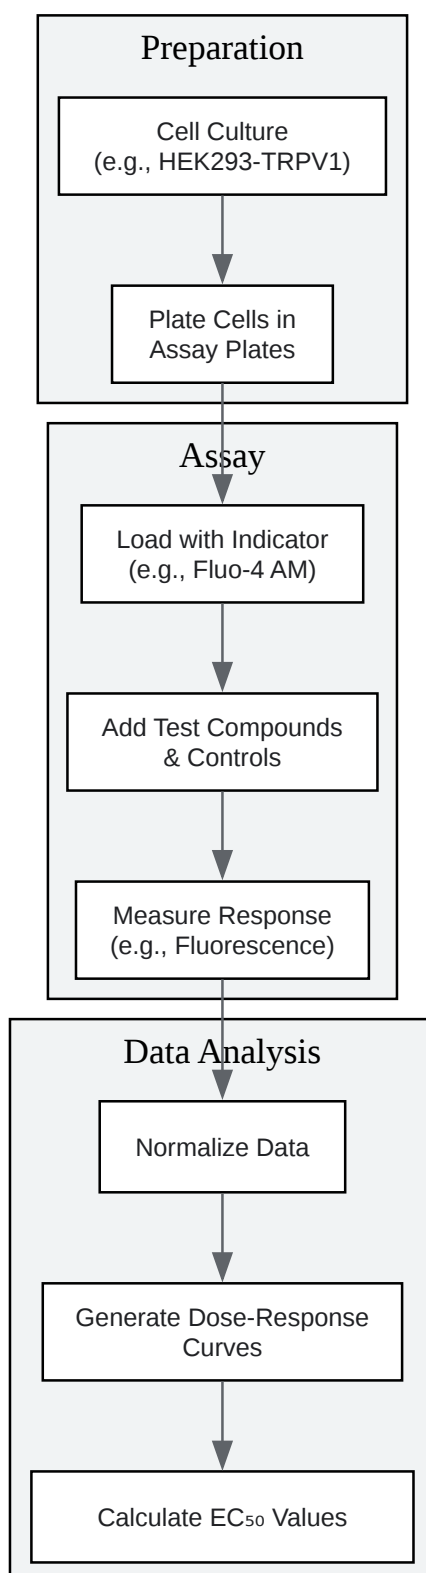 Preparation
Cell Culture
(e.g., HEK293-TRPV1)
Plate Cells in
Assay Plates
Assay
Load with Indicator
(e.g., Fluo-4 AM)
Add Test Compounds
& Controls
Measure Response
(e.g., Fluorescence)
Data Analysis
Normalize Data
Generate Dose-Response
Curves
Calculate EC₅₀ Values